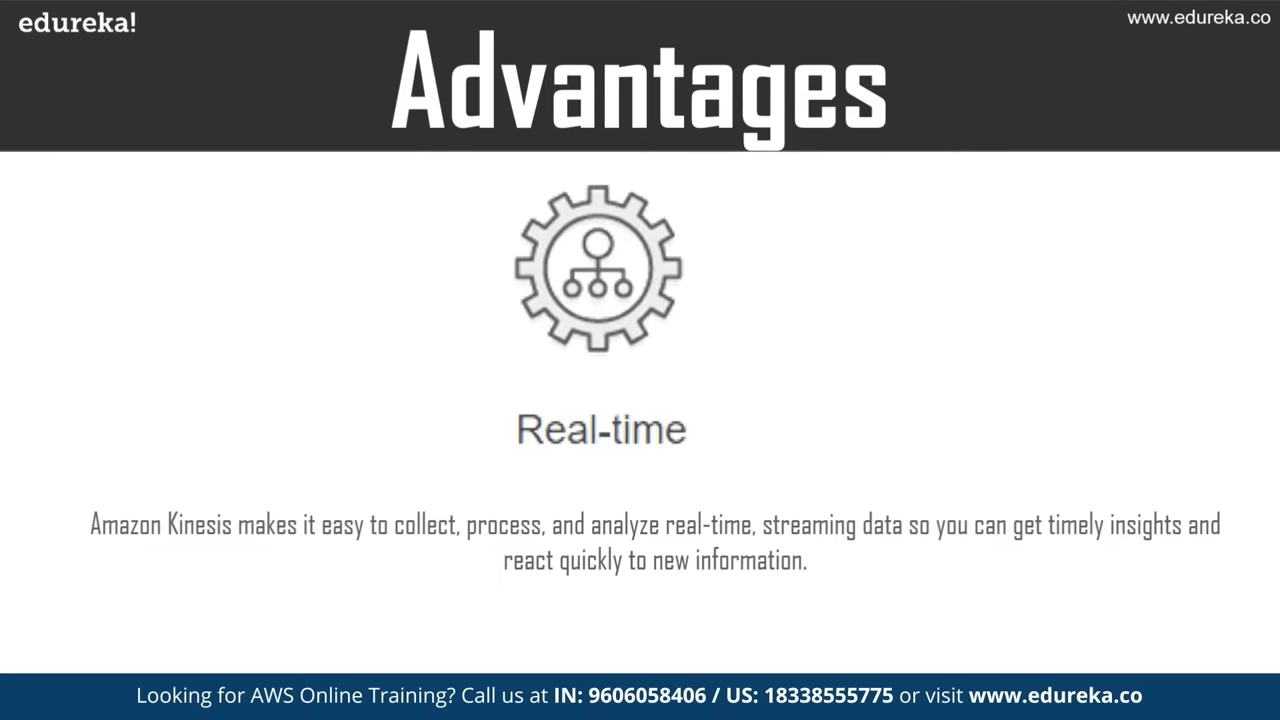 edureka!
www.edureka.co
Advantages
Real-time
Amazon Kinesis makes it easy to collect, process, and analyze real-time, streaming data so you can get timely insights and
react quickly to new information.
Looking for AWS Online Training? Call us at IN: 9606058406 / US: 18338555775 or visit www.edureka.co